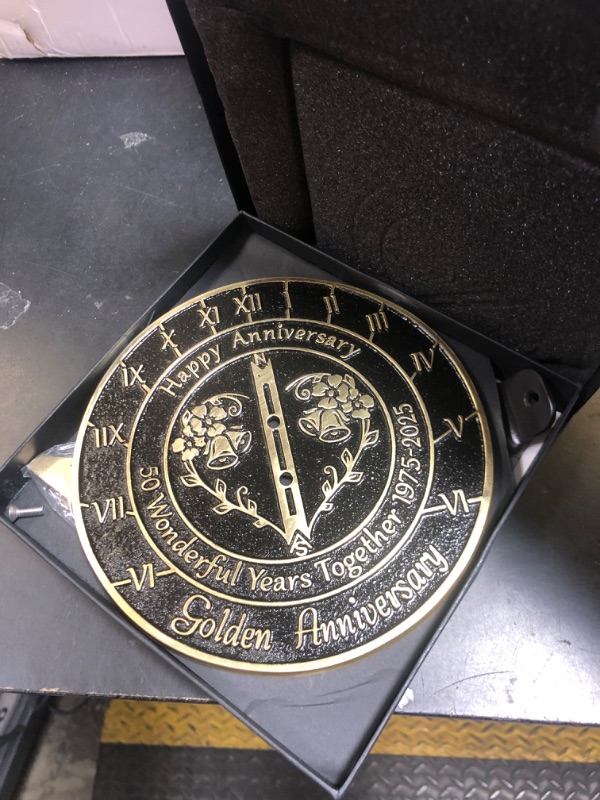 VI
VII
IIX
IX
X
XI
XII
I
II
III
IV
V
VI
Happy Anniversary
N
S
50 Wonderful Years Together 1975-2025
Golden Anniversary